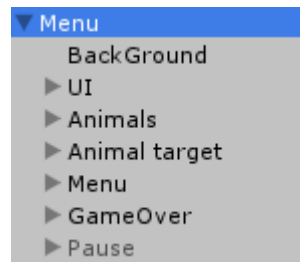 Menu
BackGround
UI
Animals
Animal target
Menu
GameOver
Pause